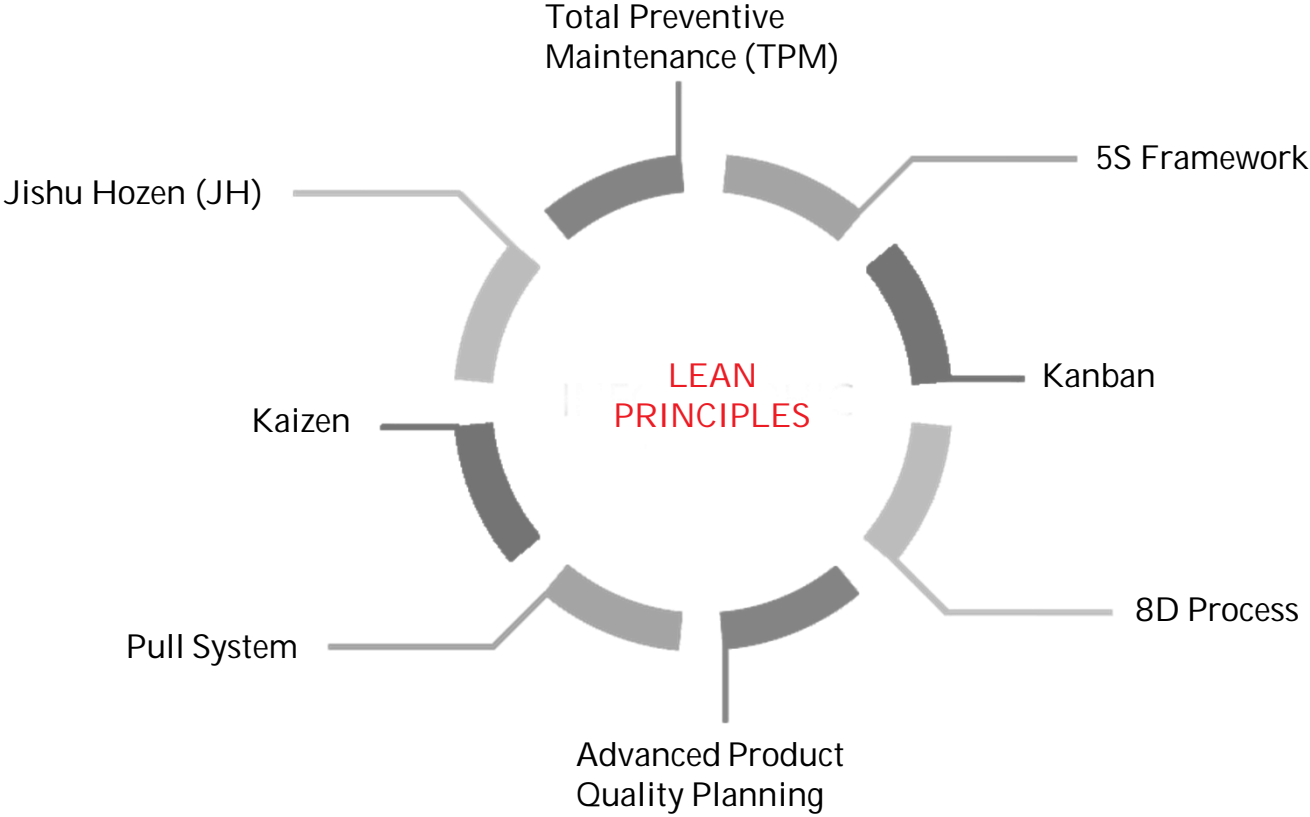 Total Preventive
Maintenance (TPM)
5S Framework
Jishu Hozen (JH)
LEAN
PRINCIPLES
Kanban
Kaizen
8D Process
Pull System
Advanced Product
Quality Planning